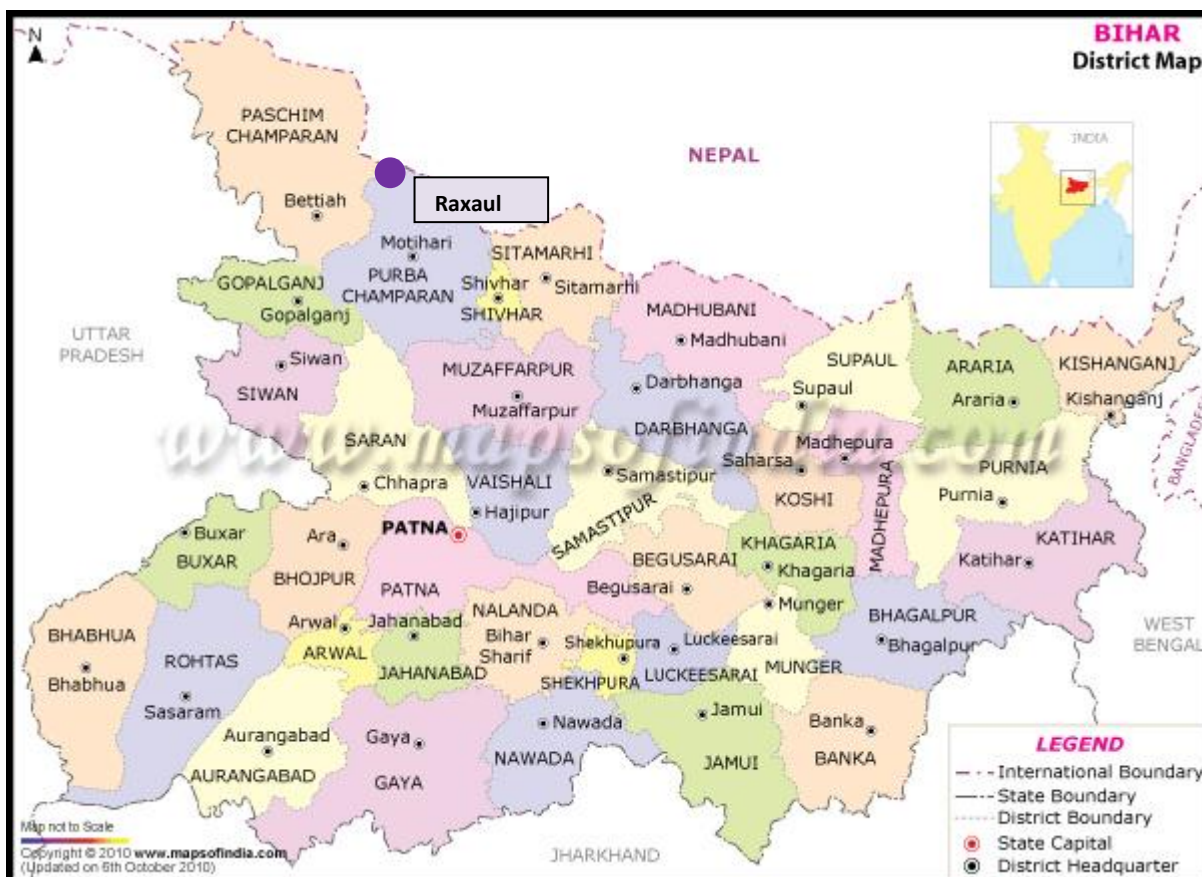 N
BIHAR
District Map
INDIA
NEPAL
PASCHIM
CHAMPARAN
Bettiah
Raxaul
Motihari
PURBA
CHAMPARAN
SITAMARHI
Sitamarhi
Shivhar
SHIVHAR
GOPALGANJ
Gopalganj
UTTAR
PRADESH
Siwan
SIWAN
MUZAFFARPUR
Muzaffarpur
MADHUBANI
Madhubani
Darbhanga
DARBHANGA
SUPAUL
Supaul
ARARIA
Araria
KISHANGANJ
Kishanganj
BANGLADE
www.mapsofindia.com
SARAN
Chhapra
VAISHALI
Hajipur
Samastipur
SAMASTIPUR
Saharsa
KOSHI
Madhepura
MADHEPURA
PURNIA
Purnia
KATIHAR
Katihar
Buxar
BUXAR
Ara
BHOJPUR
PATNA
PATNA
BEGUSARAI
Begusarai
KHAGARIA
Khagaria
Munger
MUNGER
BHAGALPUR
Bhagalpur
WEST
BENGAL
BHABHUA
Bhabhua
ROHTAS
Sasaram
Arwal
ARWAL
Jahanabad
JAHANABAD
NALANDA
Bihar
Sharif
Shekhupura
SHEKHPURA
Luckeesarai
LUCKEESARAI
Aurangabad
AURANGABAD
Gaya
GAYA
Nawada
NAWADA
Jamui
JAMUI
Banka
BANKA
JHARKHAND
LEGEND
International Boundary
State Boundary
District Boundary
State Capital
District Headquarter
Map not to Scale
Copyright © 2010 www.mapsofindia.com
(Updated on 6th October 2010)